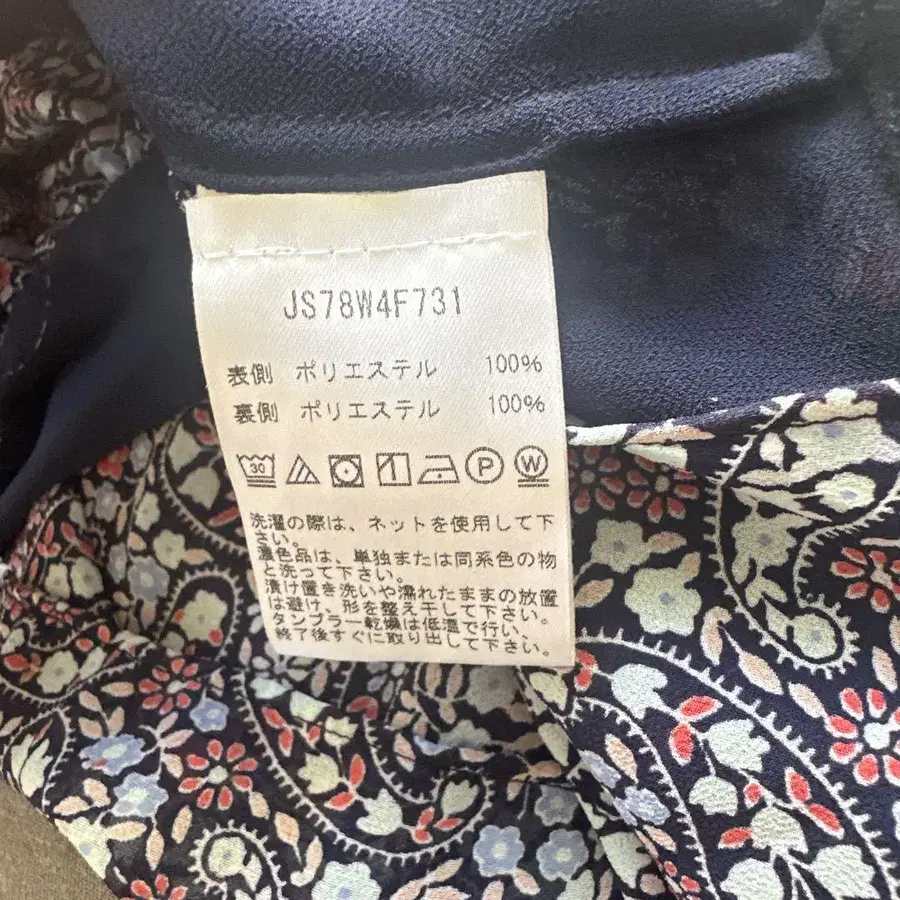 JS78W4F731
表側 ポリエステル 100%
裏側 ポリエステル 100%
30 P W
洗濯の際は、ネットを使用して下
さい。
濃色品は、単独または同系色の物
と洗って下さい。
漬け置き洗いや濡れたままの放置
は避け、形を整え干して下さい。
タンブラー乾燥は低温で行い、
終了後すぐに取り出して下さい。